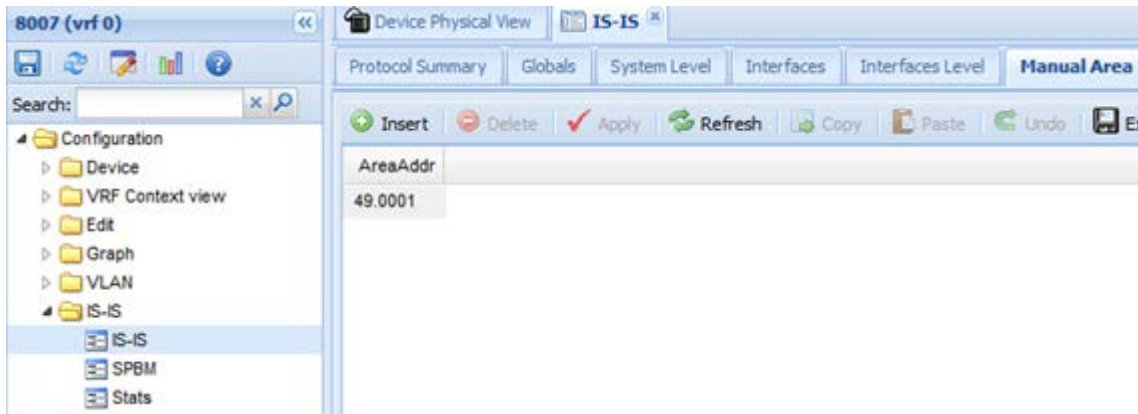 8007 (vrf 0)
Device Physical View
IS-IS
Protocol Summary
Globals
System Level
Interfaces
Interfaces Level
Manual Area
Search:
Insert
Delete
Apply
Refresh
Copy
Paste
Undo
Configuration
Device
VRF Context view
Edit
Graph
VLAN
IS-IS
IS-IS
SPBM
Stats
AreaAddr
49.0001